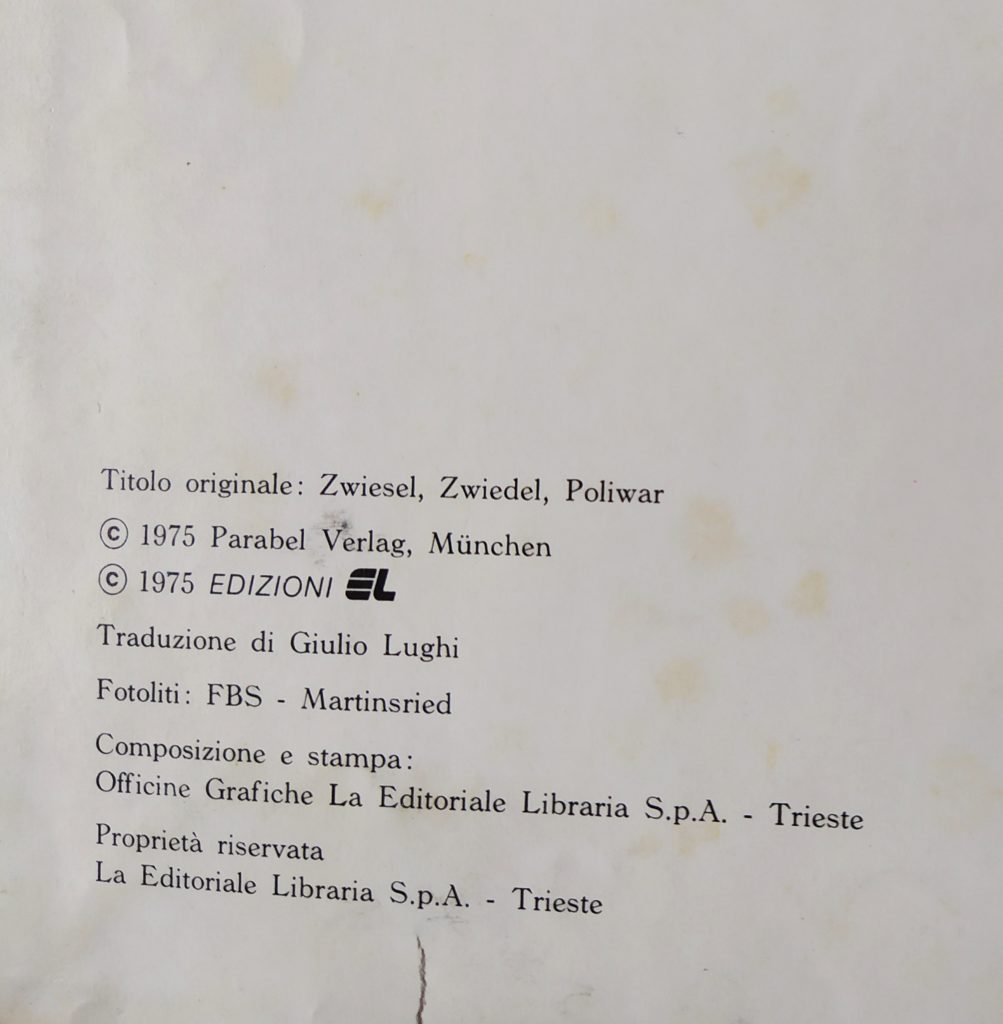 Titolo originale: Zwiesel, Zwiedel, Poliwar
© 1975 Parabel Verlag, München
© 1975 EDIZIONI EL
Traduzione di Giulio Lughi
Fotoliti: FBS - Martinsried
Composizione e stampa:
Officine Grafiche La Editoriale Libraria S.p.A. - Trieste
Proprietà riservata
La Editoriale Libraria S.p.A. - Trieste